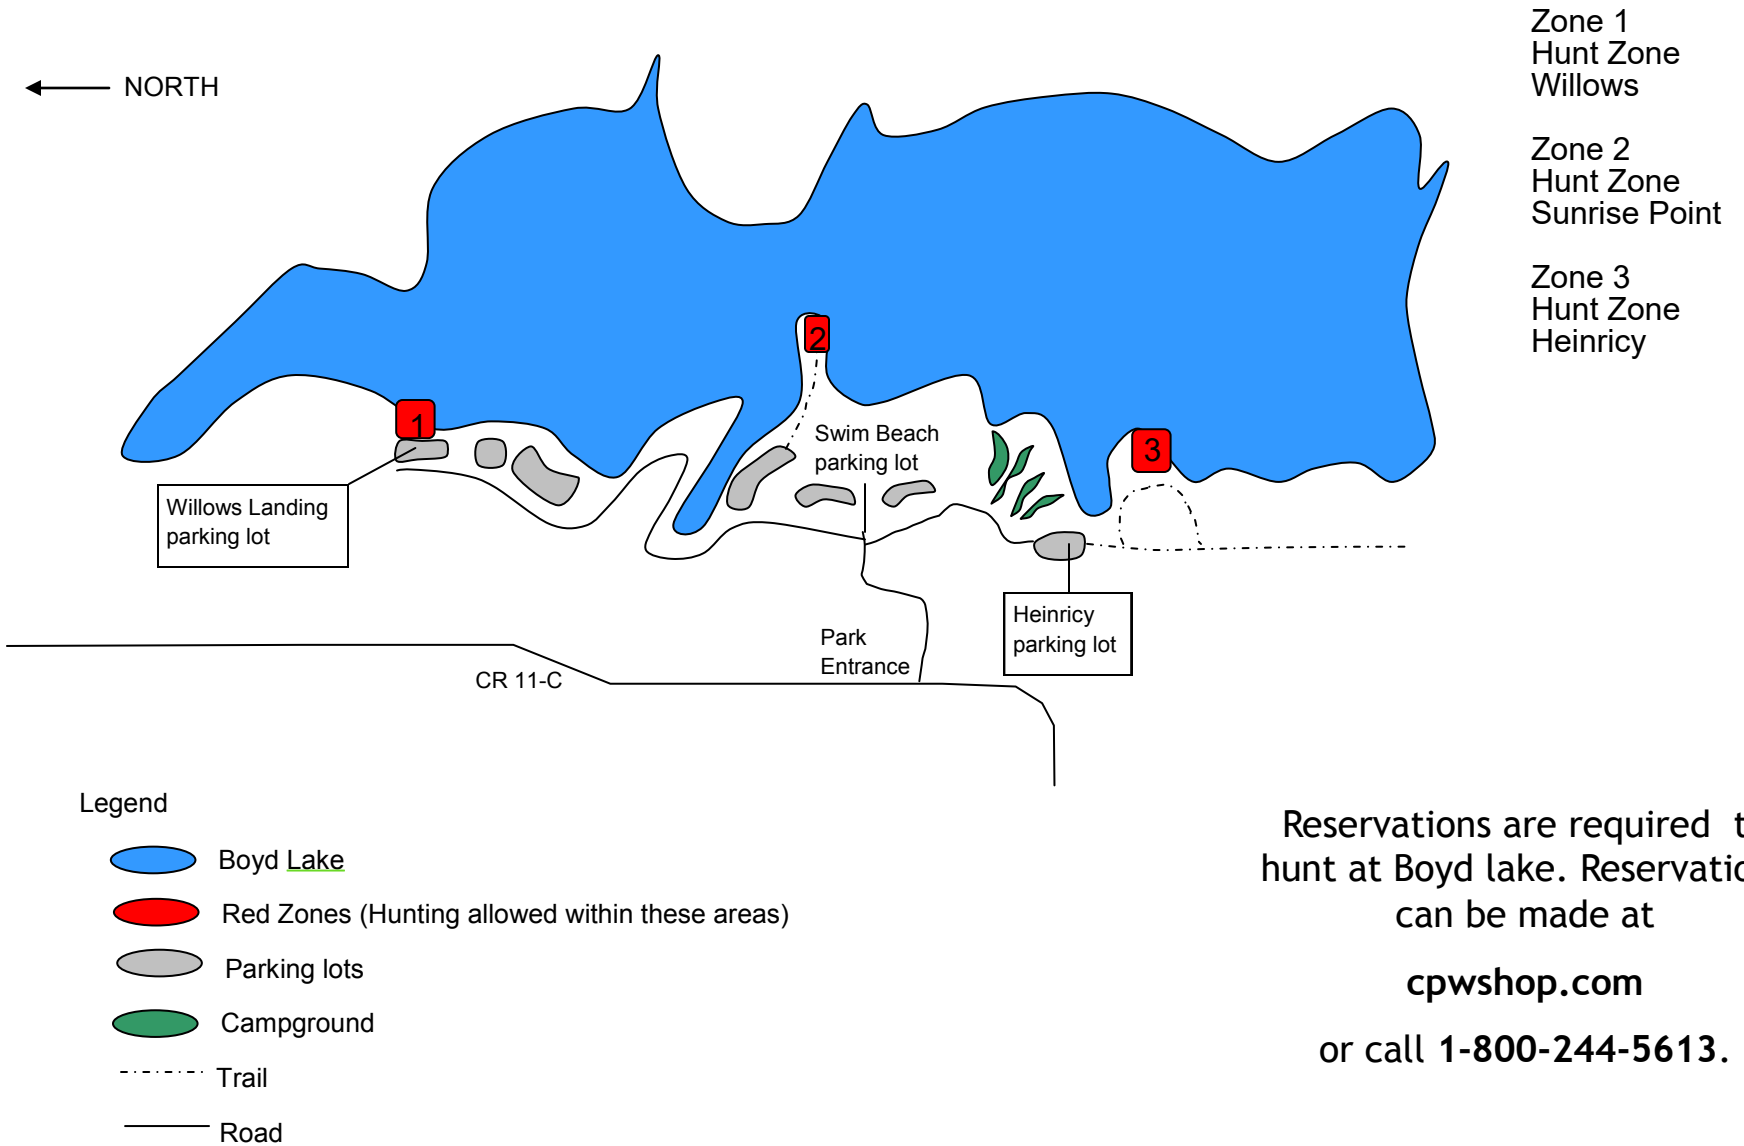 NORTH
Zone 1
Hunt Zone
Willows
Zone 2
Hunt Zone
Sunrise Point
Zone 3
Hunt Zone
Heinricy
2
1
3
Swim Beach
parking lot
Willows Landing
parking lot
Heinricy
parking lot
Park
Entrance
CR 11-C
Legend
Boyd Lake
Red Zones (Hunting allowed within these areas)
Parking lots
Campground
Trail
Road
Reservations are required t
hunt at Boyd lake. Reservatio
can be made at
cpwshop.com
or call 1-800-244-5613.